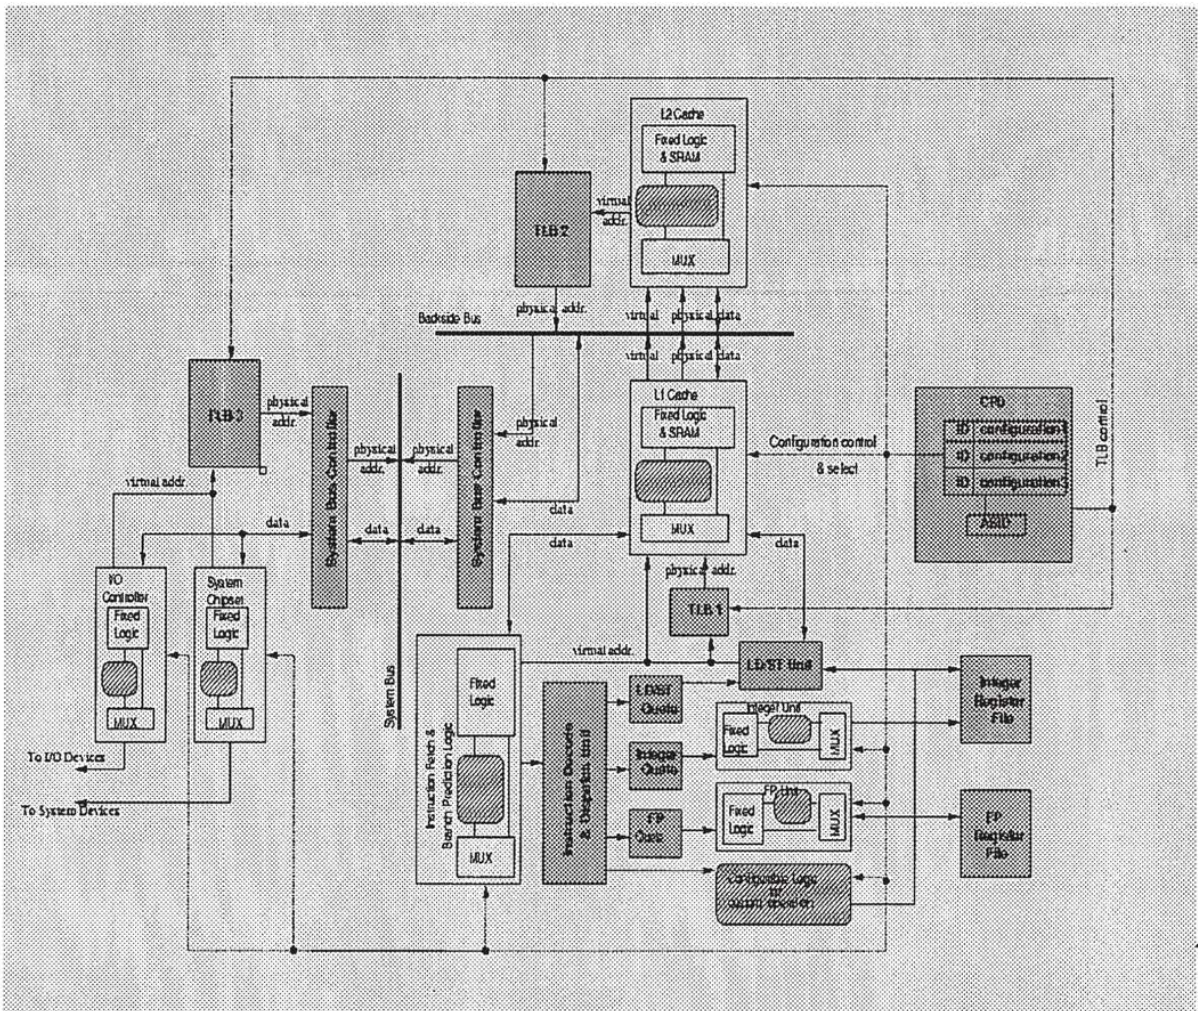 L2 Cache
Fixed Logic
& SRAM
MUX
TLB 2
virtual
addr.
physical addr.
Backside Bus
virtual
physical
data
virtual
physical
data
L1 Cache
Fixed Logic
& SRAM
MUX
TLB 3
physical
addr.
System Bus Controller
physical
addr.
physical
addr.
System Bus Controller
physical
addr.
data
data
data
data
data
virtual addr.
System Bus
CP0
ID configuration1
ID configuration2
ID configuration3
ASID
Configuration control
& select
TLB control
physical addr.
TLB 1
I/O
Controller
Fixed
Logic
MUX
System
Chipset
Fixed
Logic
MUX
To I/O Devices
To System Devices
virtual addr.
Instruction Fetch &
Branch Prediction Logic
Fixed
Logic
MUX
Instruction Decode
& Dispatch Unit
LD/ST
Queue
LD/ST Unit
Integer
Queue
Integer Unit
Fixed
Logic
MUX
Integer
Register
File
FP
Queue
FP Unit
Fixed
Logic
MUX
FP
Register
File
Configurable Logic
for
custom operation